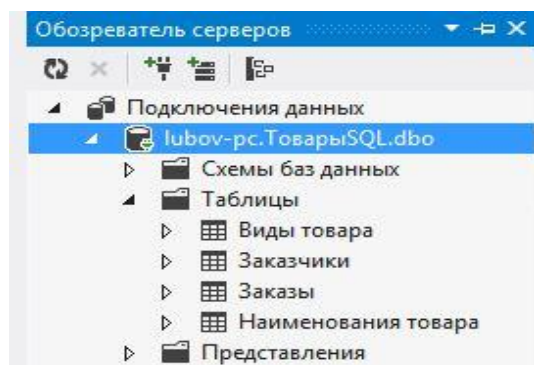 Обозреватель серверов
Подключения данных
lubov-pc.ТоварыSQL.dbo
Схемы баз данных
Таблицы
Виды товара
Заказчики
Заказы
Наименования товара
Представления